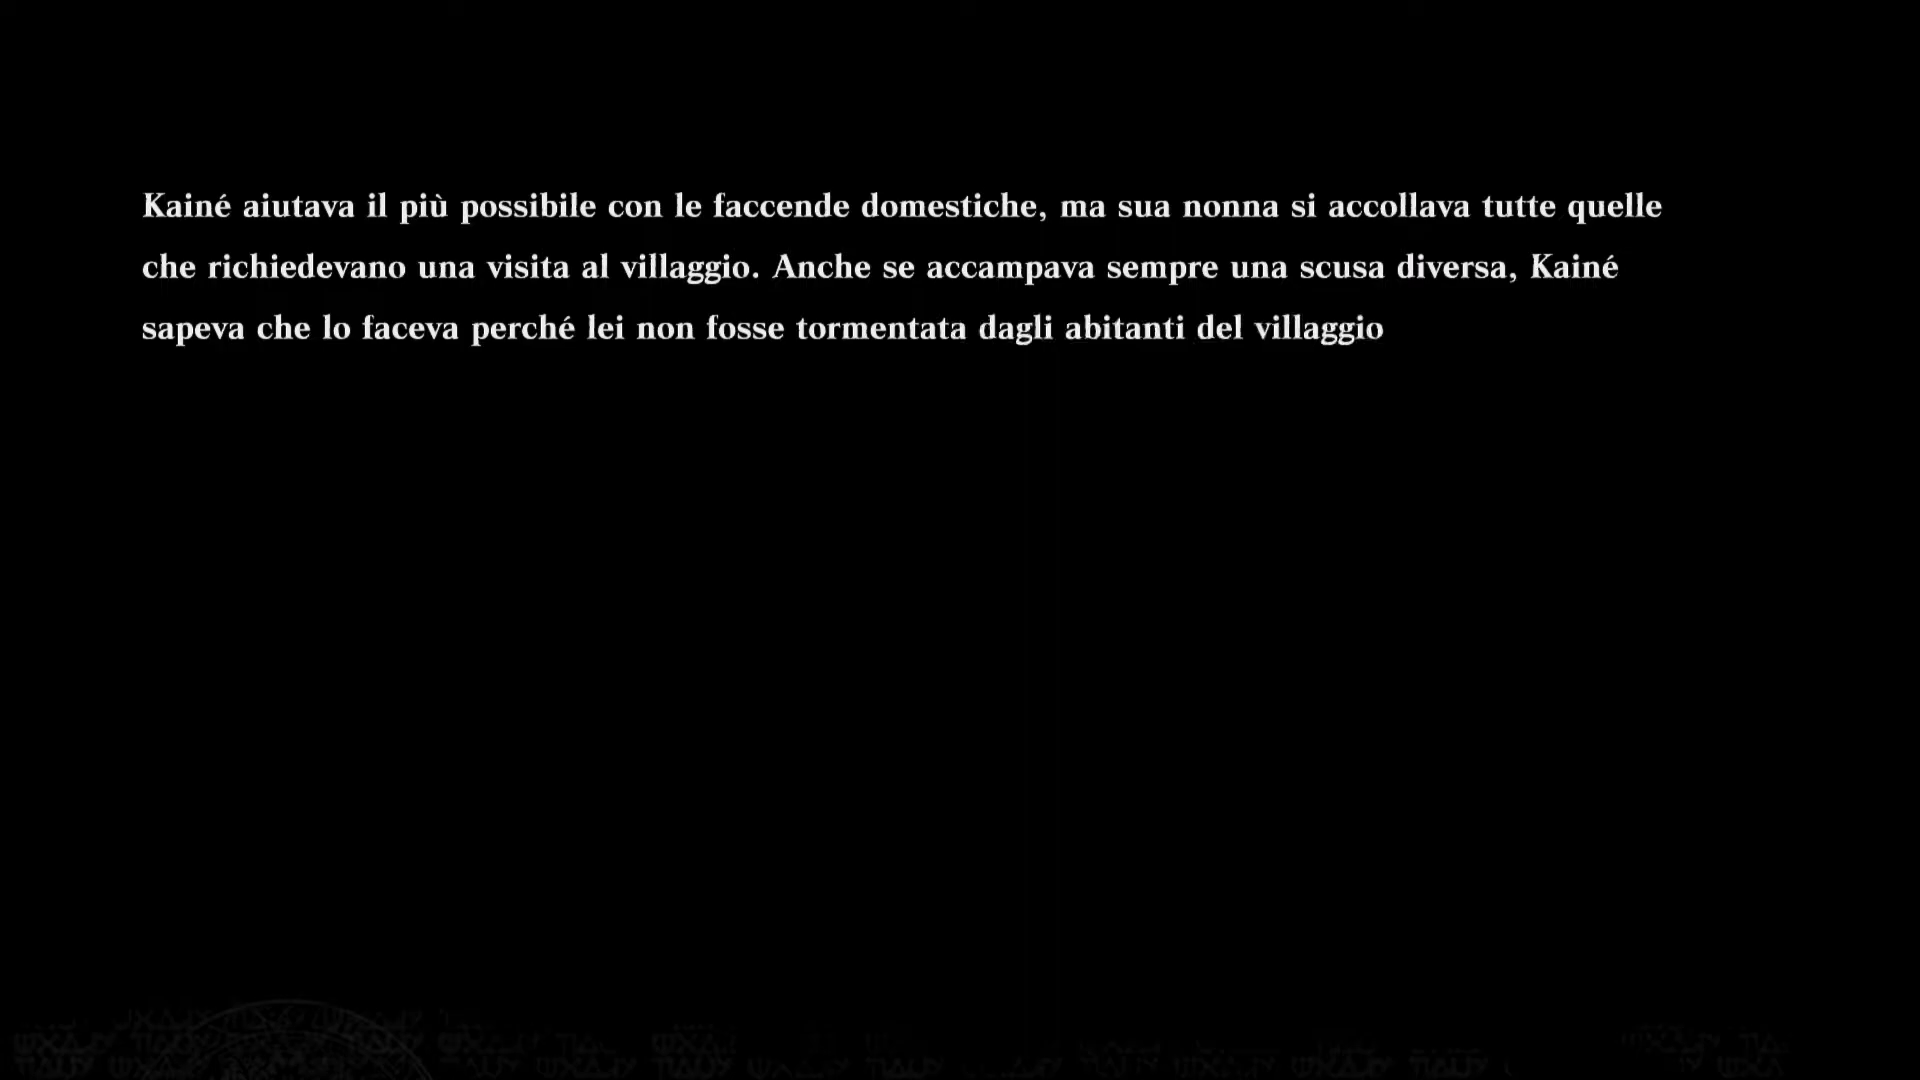 Kainé aiutava il più possibile con le faccende domestiche, ma sua nonna si accollava tutte quelle
che richiedevano una visita al villaggio. Anche se accampava sempre una scusa diversa, Kainé
sapeva che lo faceva perché lei non fosse tormentata dagli abitanti del villaggio